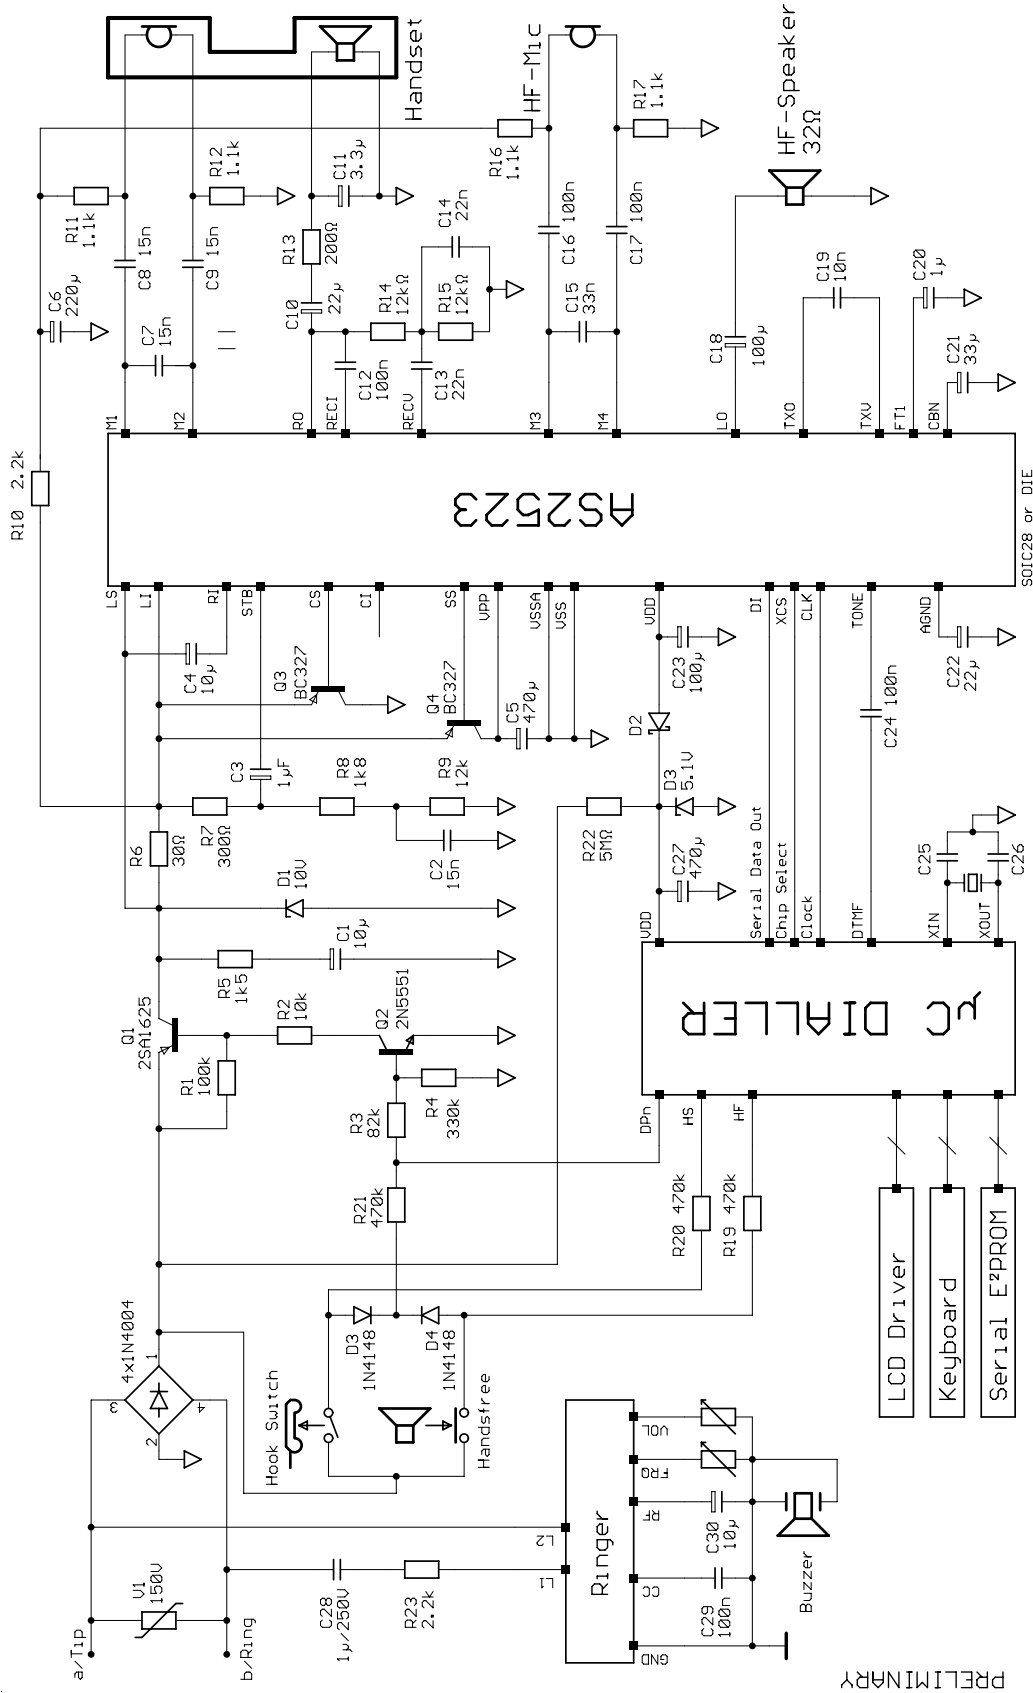 a/Tip
b/Ring
V1
150V
4x1N4004
1
2
3
4
Hook Switch
Handsfree
D3
1N4148
D4
1N4148
C28
1µ/250V
R23
2.2k
L1
L2
Ringer
GND
CC
RF
FRQ
VOL
C29
100n
C30
10µ
Buzzer
Q1
2SA1625
R1
100k
R2
10k
Q2
2N5551
R3
82k
R4
330k
R21
470k
R20 470k
R19 470k
R5
1k5
C1
10µ
D1
10V
R6
30Ω
R7
300Ω
C3
1µF
R8
1k8
R9
12k
C2
15n
R22
5MΩ
D3
5.1V
C27
470µ
D2
C23
100µ
C4
10µ
Q3
BC327
Q4
BC327
C5
470µ
C24 100n
C22
22µ
C25
C26
µC DIALLER
DPn
HS
HF
VDD
Serial Data Out
Chip Select
Clock
DTMF
XIN
XOUT
LCD Driver
Keyboard
Serial E²PROM
AS2523
SOIC28 or DIE
LS
LI
RI
STB
CS
CI
SS
VPP
VSSA
VSS
VDD
DI
XCS
CLK
TONE
AGND
M1
M2
RO
RECI
RECV
M3
M4
LO
TXO
TXV
FT1
CBN
R10 2.2k
C6
220µ
R11
1.1k
C7
15n
C8 15n
C9 15n
R12
1.1k
R13
200Ω
C10
22µ
C11
3.3µ
C12
100n
R14
12kΩ
R15
12kΩ
C13
22n
C14
22n
Handset
HF-Mic
R16
1.1k
R17
1.1k
C15
33n
C16 100n
C17 100n
C18
100µ
HF-Speaker
32Ω
C19
10n
C20
1µ
C21
33µ
PRELIMINARY